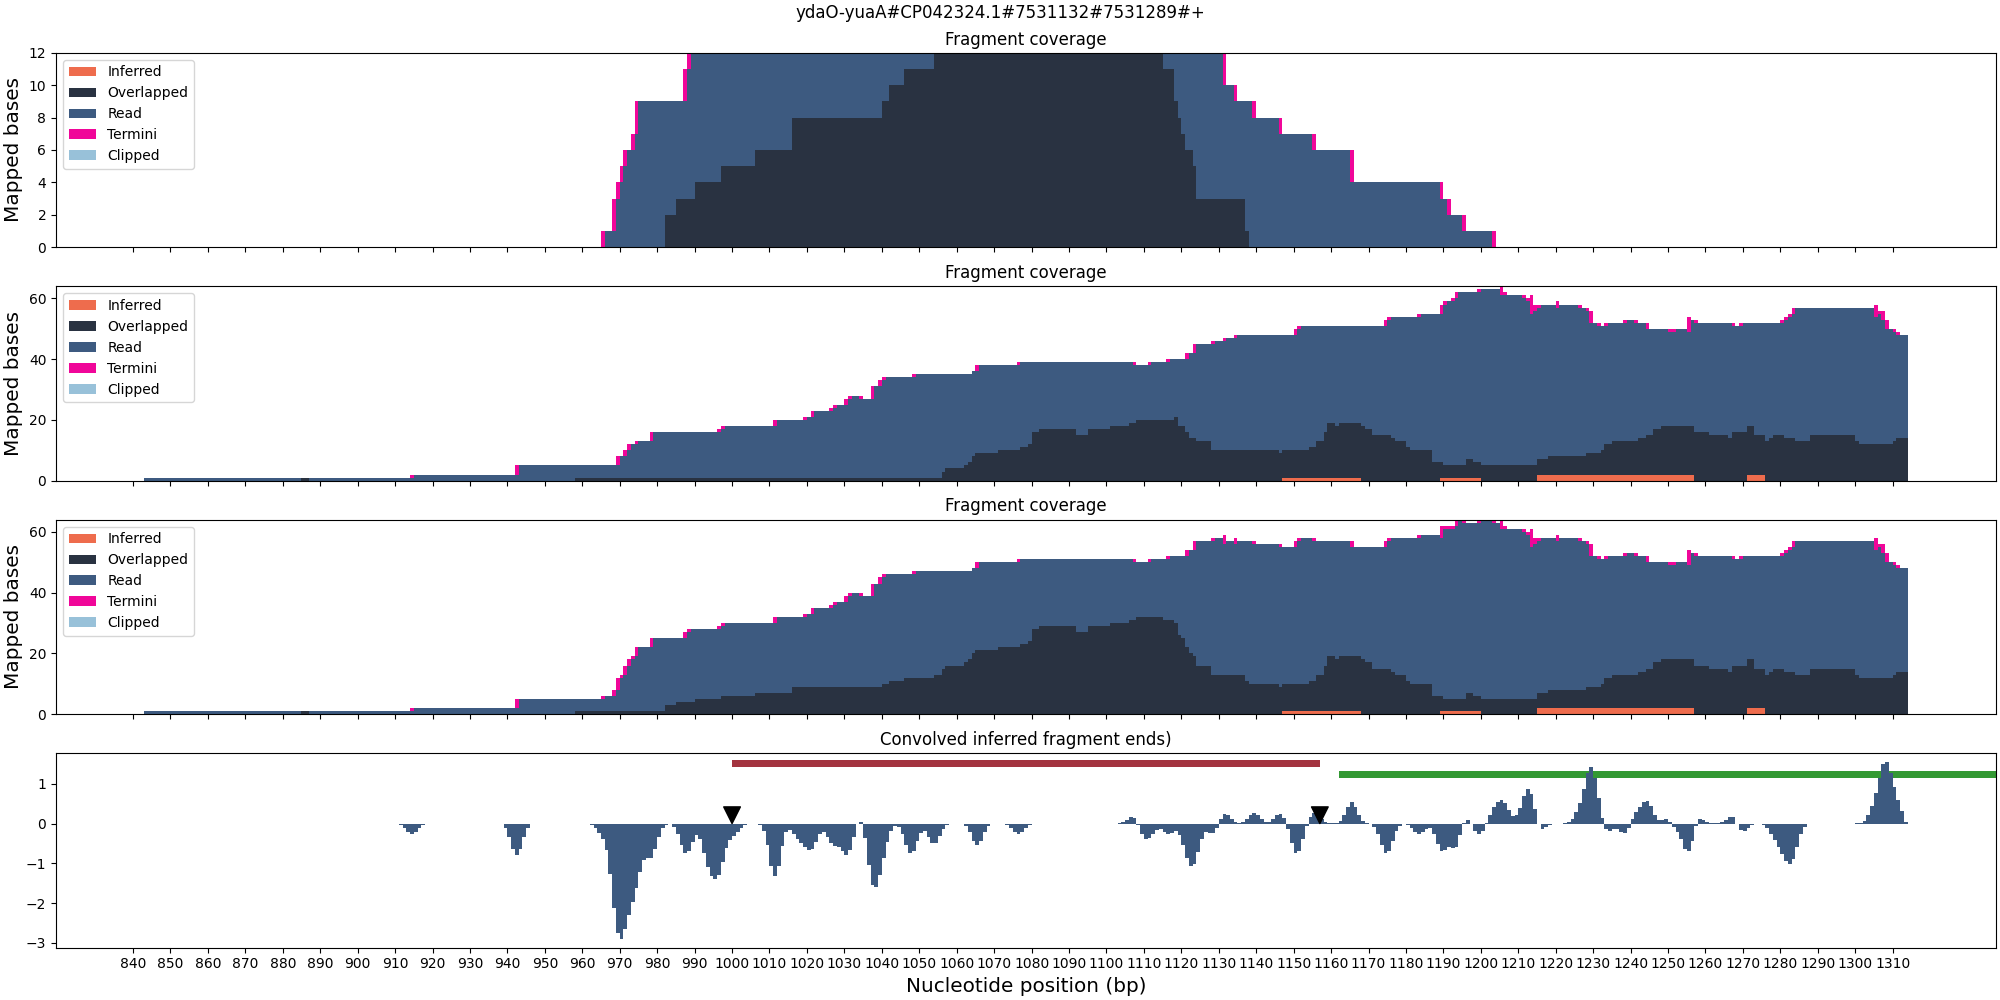 ydaO-yuaA#CP042324.1#7531132#7531289#+
Fragment coverage
Mapped bases
12
10
8
6
4
2
0
Inferred
Overlapped
Read
Termini
Clipped
Fragment coverage
Mapped bases
60
40
20
0
Inferred
Overlapped
Read
Termini
Clipped
Fragment coverage
Mapped bases
60
40
20
0
Inferred
Overlapped
Read
Termini
Clipped
Convolved inferred fragment ends)
1
0
−1
−2
−3
840 850 860 870 880 890 900 910 920 930 940 950 960 970 980 990 1000 1010 1020 1030 1040 1050 1060 1070 1080 1090 1100 1110 1120 1130 1140 1150 1160 1170 1180 1190 1200 1210 1220 1230 1240 1250 1260 1270 1280 1290 1300 1310
Nucleotide position (bp)